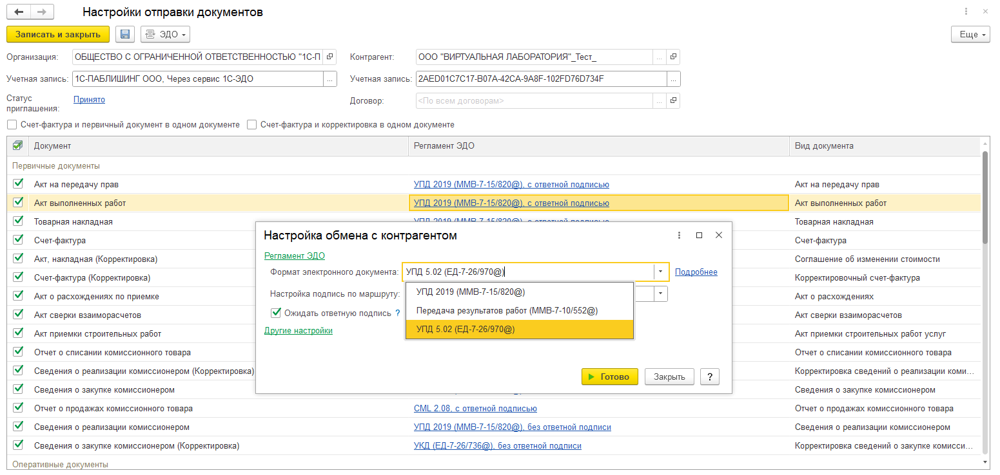 Настройки отправки документов
Записать и закрыть ЭДО Еще
Организация: ОБЩЕСТВО С ОГРАНИЧЕННОЙ ОТВЕТСТВЕННОСТЬЮ "1С-П Контрагент: ООО "ВИРТУАЛЬНАЯ ЛАБОРАТОРИЯ"_Тест_ ...
Учетная запись: 1С-ПАБЛИШИНГ ООО, Через сервис 1С-ЭДО ... Учетная запись: 2AED01C7C17-B07A-42CA-9A8F-102FD76D734F ...
Статус
приглашения: Принято Договор: <По всем договорам> ...
Счет-фактура и первичный документ в одном документе Счет-фактура и корректировка в одном документе
Документ Регламент ЭДО Вид документа
Первичные документы
Акт на передачу прав УПД 2019 (ММВ-7-15/820@), с ответной подписью Акт на передачу прав
Акт выполненных работ УПД 2019 (ММВ-7-15/820@), с ответной подписью Акт выполненных работ
Товарная накладная УПД 2019 (ММВ-7-15/820@), с ответной подписью Товарная накладная
Счет-фактура Счет-фактура
Акт, накладная (Корректировка) Соглашение об изменении стоимости
Счет-фактура (Корректировка) Корректировочный счет-фактура
Акт о расхождениях по приемке Акт о расхождениях
Акт сверки взаиморасчетов Акт сверки взаиморасчетов
Акт приемки строительных работ Акт приемки строительных работ услуг
Отчет о списании комиссионного товара Отчет о списании комиссионного товара
Сведения о реализации комиссионером (Корректировка) Корректировка сведений о реализации коми...
Сведения о закупке комиссионером Сведения о закупке комиссионером
Отчет о продажах комиссионного товара CML 2.08, с ответной подписью Отчет о продажах комиссионного товара
Сведения о реализации комиссионером УПД 2019 (ММВ-7-15/820@), без ответной подписи Сведения о реализации комиссионером
Сведения о закупке комиссионером (Корректировка) УКД (ЕД-7-26/736@), без ответной подписи Корректировка сведений о закупке комисси...
Оперативные документы
Настройка обмена с контрагентом
Регламент ЭДО
Формат электронного документа: УПД 5.02 (ЕД-7-26/970@) Подробнее
Настройка подпись по маршруту:
УПД 2019 (ММВ-7-15/820@)
Передача результатов работ (ММВ-7-10/552@)
УПД 5.02 (ЕД-7-26/970@)
Ожидать ответную подпись ?
Другие настройки
Готово Закрыть ?